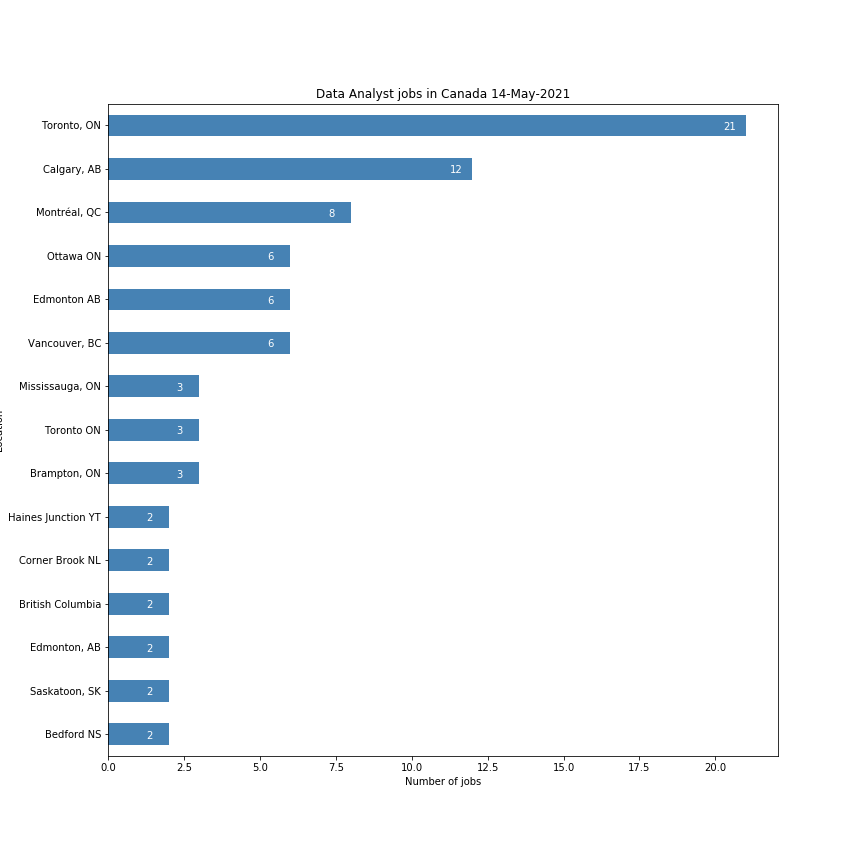 Data Analyst jobs in Canada 14-May-2021
Toronto, ON 21
Calgary, AB 12
Montréal, QC 8
Ottawa ON 6
Edmonton AB 6
Vancouver, BC 6
Mississauga, ON 3
Toronto ON 3
Brampton, ON 3
Haines Junction YT 2
Corner Brook NL 2
British Columbia 2
Edmonton, AB 2
Saskatoon, SK 2
Bedford NS 2
0.0 2.5 5.0 7.5 10.0 12.5 15.0 17.5 20.0
Number of jobs